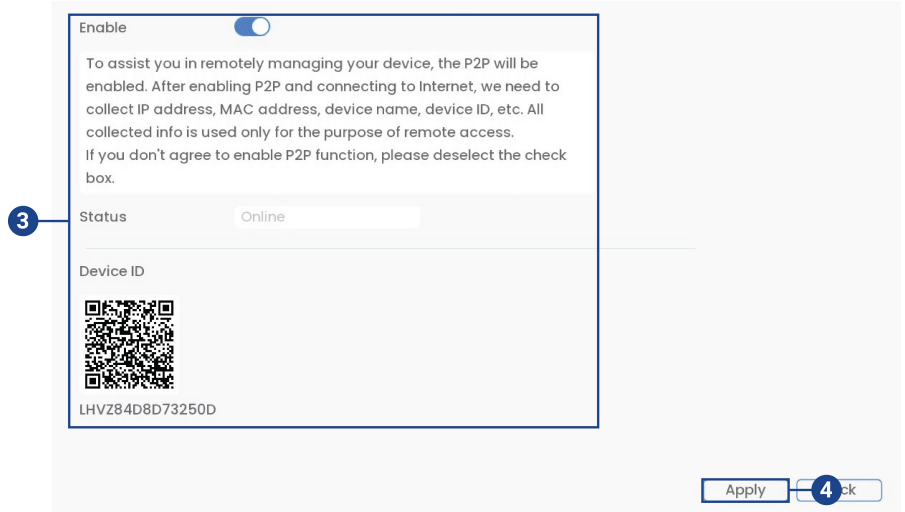 Enable
To assist you in remotely managing your device, the P2P will be
enabled. After enabling P2P and connecting to Internet, we need to
collect IP address, MAC address, device name, device ID, etc. All
collected info is used only for the purpose of remote access.
If you don't agree to enable P2P function, please deselect the check
box.
3
Status Online
Device ID
LHVZ84D8D73250D
Apply 4 ck